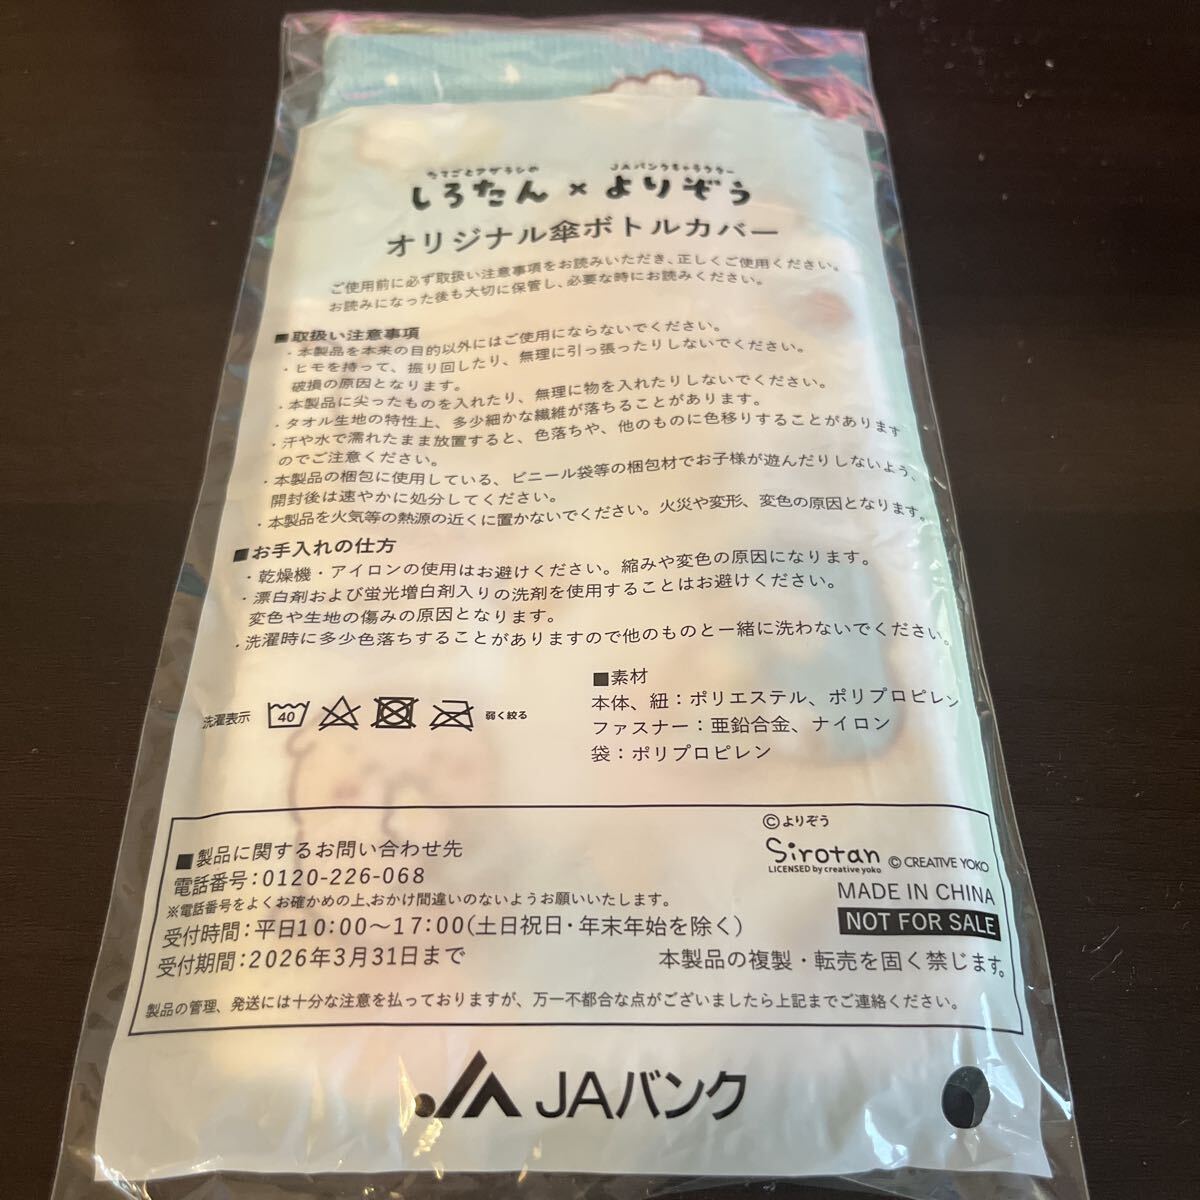 たてごとアザラシの JAバンクキャラクター
しろたん × よりぞう
オリジナル傘ボトルカバー
ご使用前に必ず取扱い注意事項をお読みいただき、正しくご使用ください。
お読みになった後も大切に保管し、必要な時にお読みください。
■取扱い注意事項
・本製品を本来の目的以外にはご使用にならないでください。
・ヒモを持って、振り回したり、無理に引っ張ったりしないでください。
破損の原因となります。
・本製品に尖ったものを入れたり、無理に物を入れたりしないでください。
・タオル生地の特性上、多少細かな繊維が落ちることがあります。
・汗や水で濡れたまま放置すると、色落ちや、他のものに色移りすることがあります
のでご注意ください。
・本製品の梱包に使用している、ビニール袋等の梱包材でお子様が遊んだりしないよう、
開封後は速やかに処分してください。
・本製品を火気等の熱源の近くに置かないでください。火災や変形、変色の原因となります。
■お手入れの仕方
・乾燥機・アイロンの使用はお避けください。縮みや変色の原因になります。
・漂白剤および蛍光増白剤入りの洗剤を使用することはお避けください。
変色や生地の傷みの原因となります。
・洗濯時に多少色落ちすることがありますので他のものと一緒に洗わないでください。
洗濯表示 40 弱く絞る
■素材
本体、紐：ポリエステル、ポリプロピレン
ファスナー：亜鉛合金、ナイロン
袋：ポリプロピレン
■製品に関するお問い合わせ先
電話番号：0120-226-068
※電話番号をよくお確かめの上、おかけ間違いのないようお願いいたします。
受付時間：平日10:00～17:00(土日祝日・年末年始を除く)
受付期間：2026年3月31日まで
©よりぞう
Sirotan © CREATIVE YOKO
LICENSED by creative yoko
MADE IN CHINA
NOT FOR SALE
本製品の複製・転売を固く禁じます。
製品の管理、発送には十分な注意を払っておりますが、万一不都合な点がございましたら上記までご連絡ください。
JAバンク